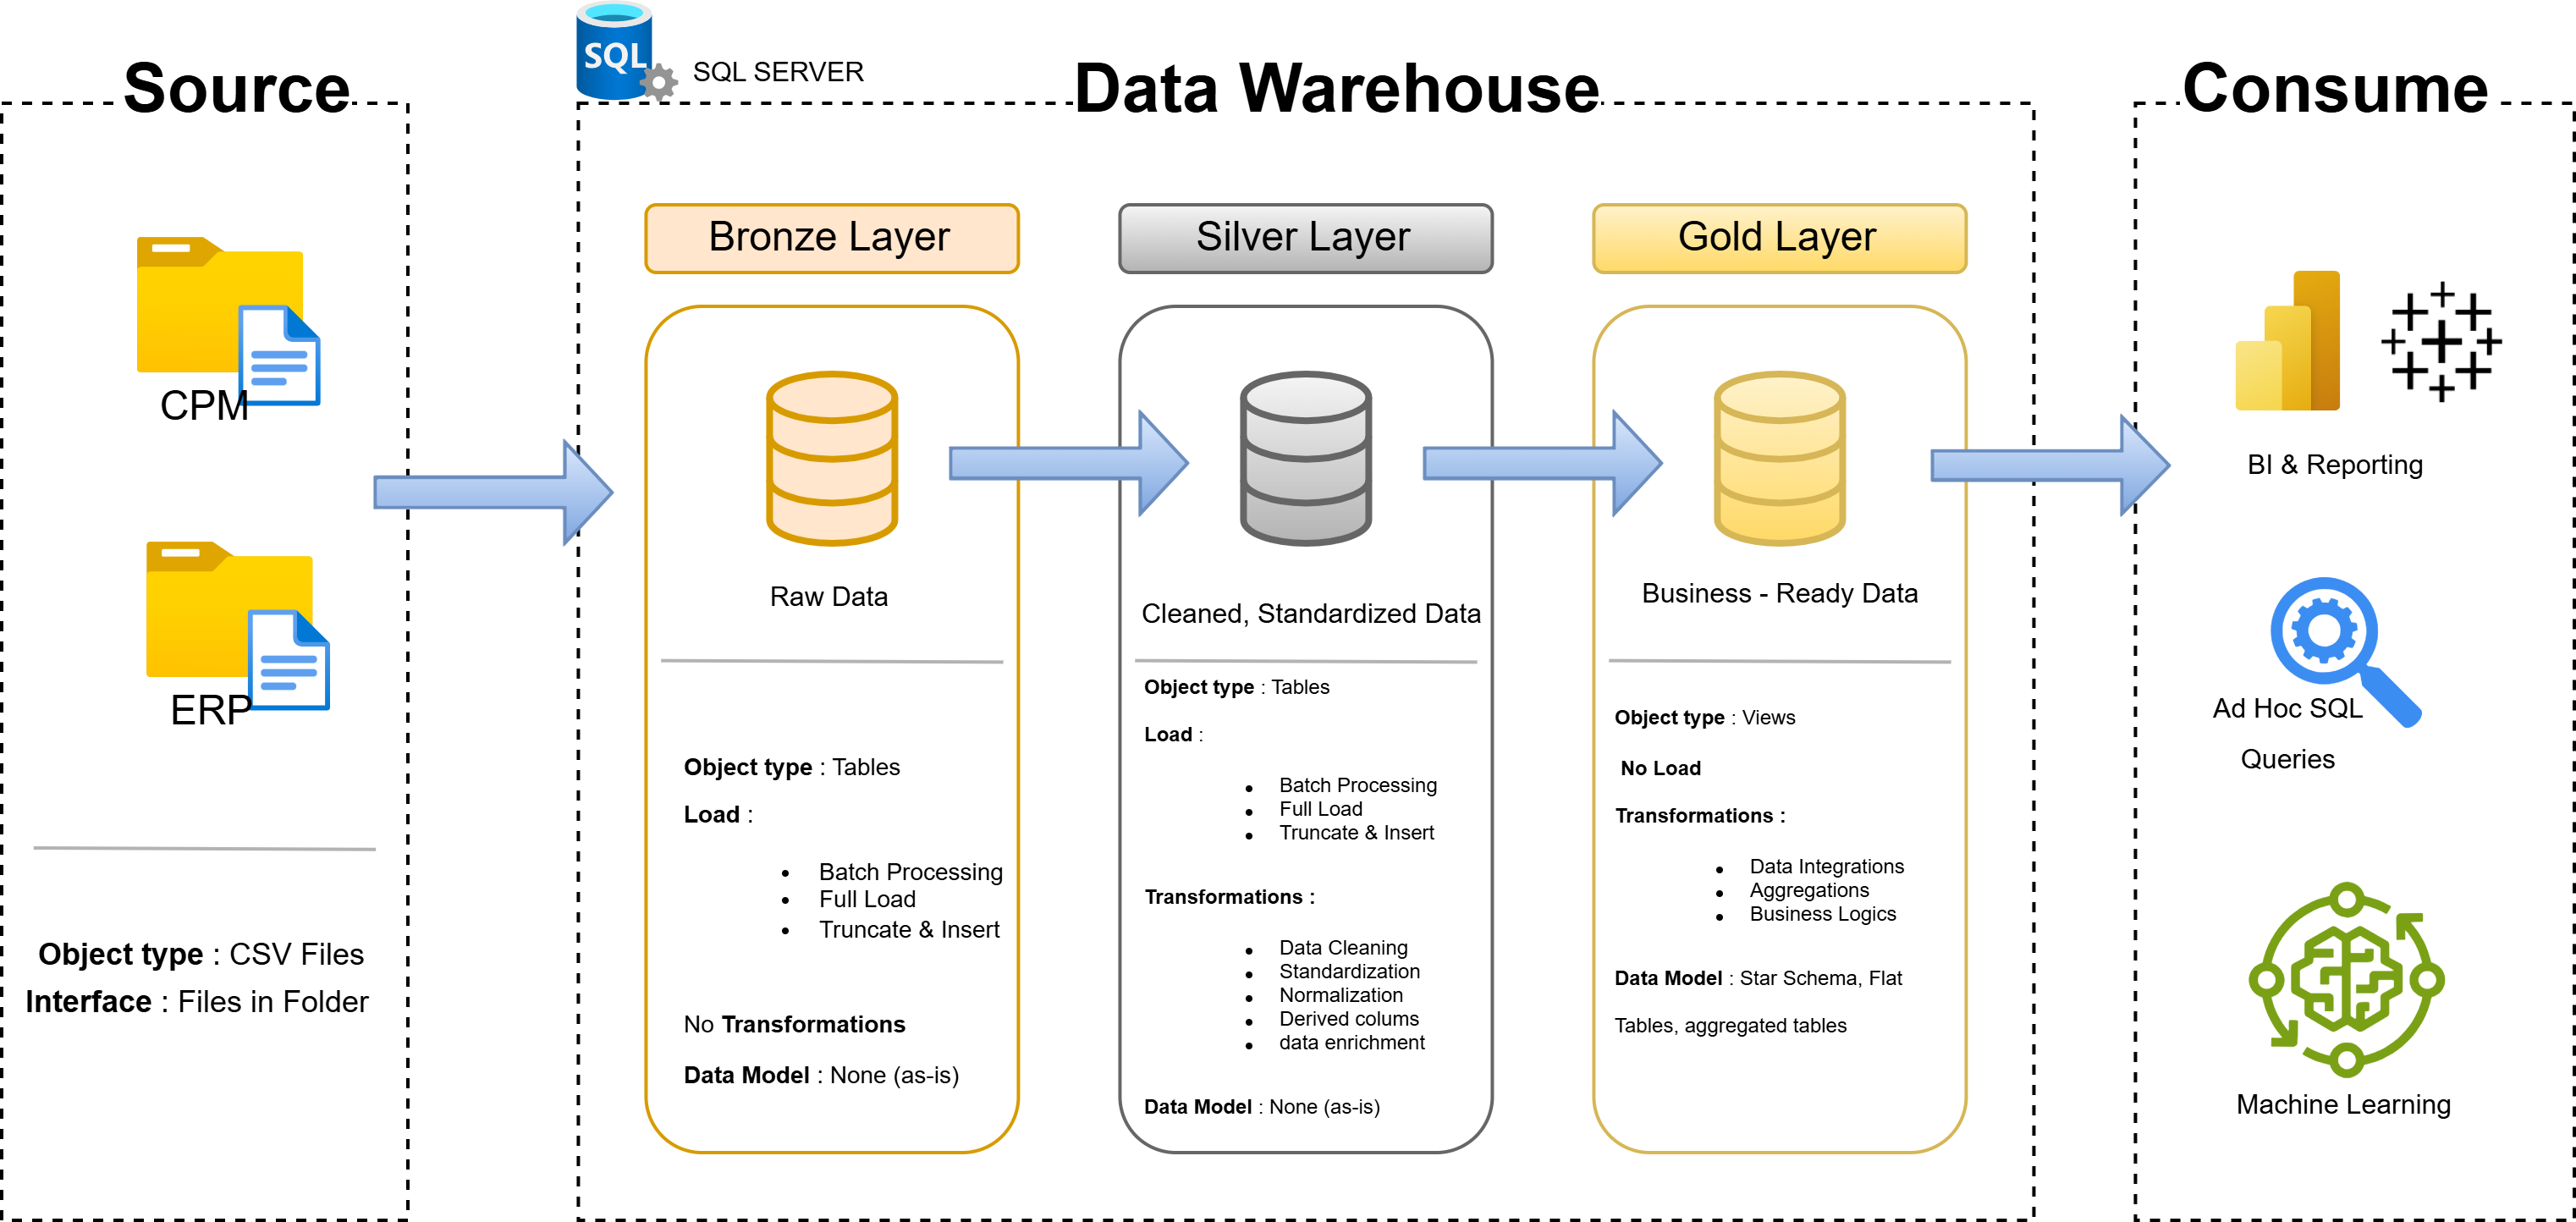 SQL
SQL SERVER
Source
Data Warehouse
Consume
CPM
ERP
Object type : CSV Files
Interface : Files in Folder
Bronze Layer
Raw Data
Object type : Tables
Load :
• Batch Processing
• Full Load
• Truncate & Insert
No Transformations
Data Model : None (as-is)
Silver Layer
Cleaned, Standardized Data
Object type : Tables
Load :
• Batch Processing
• Full Load
• Truncate & Insert
Transformations :
• Data Cleaning
• Standardization
• Normalization
• Derived colums
• data enrichment
Data Model : None (as-is)
Gold Layer
Business - Ready Data
Object type : Views
No Load
Transformations :
• Data Integrations
• Aggregations
• Business Logics
Data Model : Star Schema, Flat
Tables, aggregated tables
BI & Reporting
Ad Hoc SQL
Queries
Machine Learning